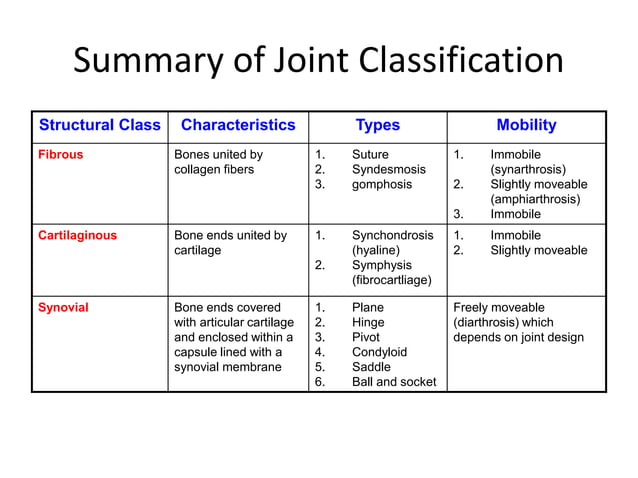 Summary of Joint Classification
Structural Class Characteristics Types Mobility
Fibrous
Bones united by
collagen fibers
1. Suture
2. Syndesmosis
3. gomphosis
1. Immobile
(synarthrosis)
2. Slightly moveable
(amphiarthrosis)
3. Immobile
Cartilaginous
Bone ends united by
cartilage
1. Synchondrosis
(hyaline)
2. Symphysis
(fibrocartliage)
1. Immobile
2. Slightly moveable
Synovial
Bone ends covered
with articular cartilage
and enclosed within a
capsule lined with a
synovial membrane
1. Plane
2. Hinge
3. Pivot
4. Condyloid
5. Saddle
6. Ball and socket
Freely moveable
(diarthrosis) which
depends on joint design